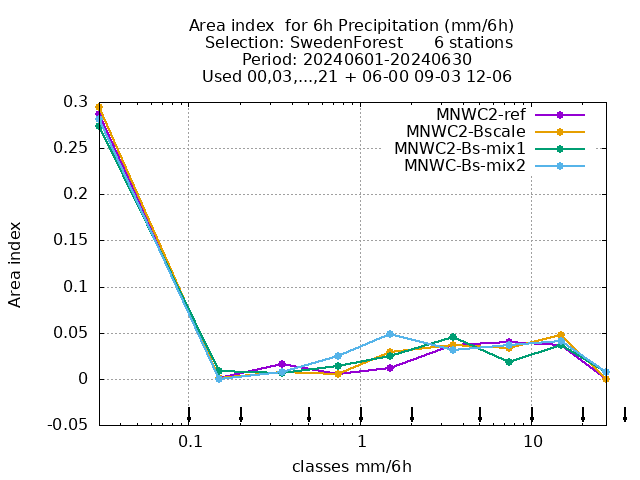 Area index  for 6h Precipitation (mm/6h)
Selection: SwedenForest      6 stations
Period: 20240601-20240630
Used 00,03,...,21 + 06-00 09-03 12-06
MNWC2-ref
MNWC2-Bscale
MNWC2-Bs-mix1
MNWC-Bs-mix2
0.3
0.25
0.2
0.15
0.1
0.05
0
-0.05
Area index
0.1
1
10
classes mm/6h